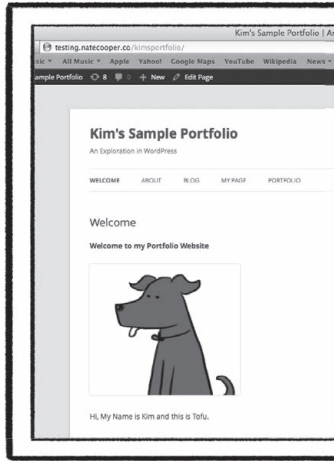 Kim's Sample Portfolio
testing.natecooper.co/kimsportfolio/
All Music Apple Yahoo! Google Maps YouTube Wikipedia News
ample Portfolio 8 0 + New Edit Page
Kim's Sample Portfolio
An Exploration in WordPress
WELCOME ABOUT BLOG MY PAGE PORTFOLIO
Welcome
Welcome to my Portfolio Website
Hi, My Name is Kim and this is Tofu.